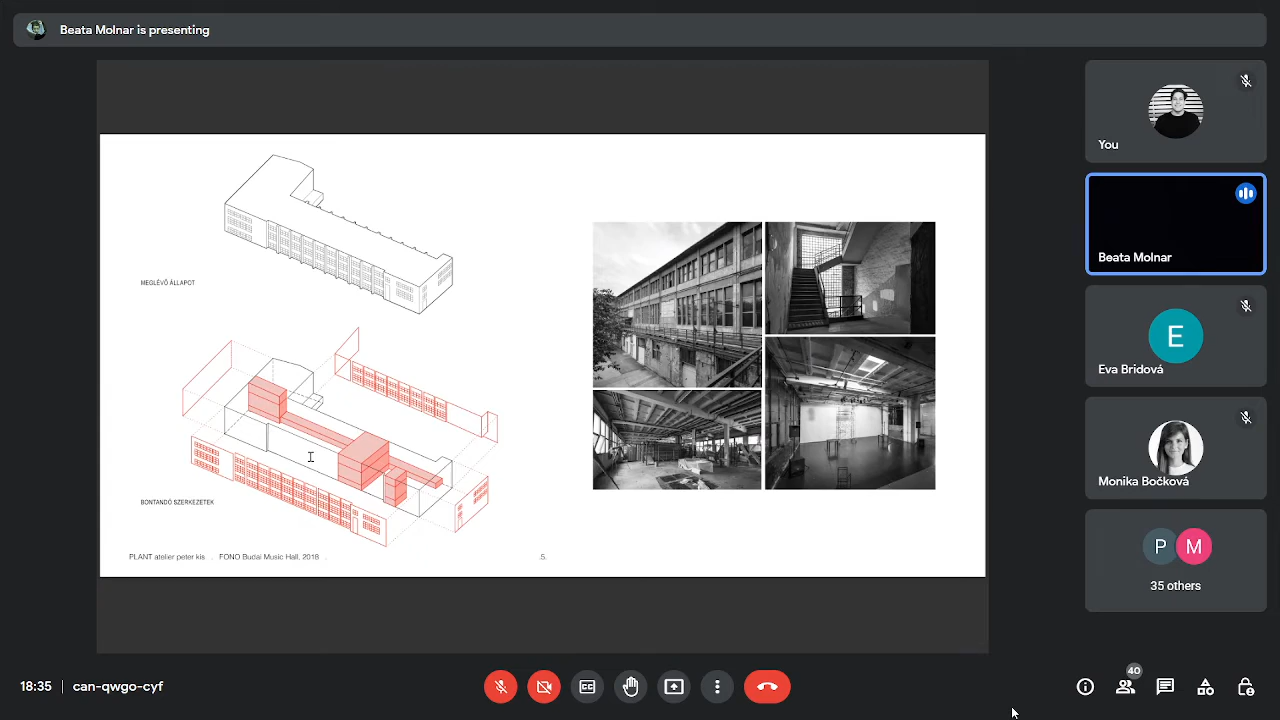 Beata Molnar is presenting
MEGLÉVŐ ÁLLAPOT
BONTANDÓ SZERKEZETEK
PLANT atelier peter kis . FONO Budai Music Hall, 2018 .
.5.
You
Beata Molnar
E
Eva Bridová
Monika Bočková
P M
35 others
18:35 | can-qwgo-cyf
40